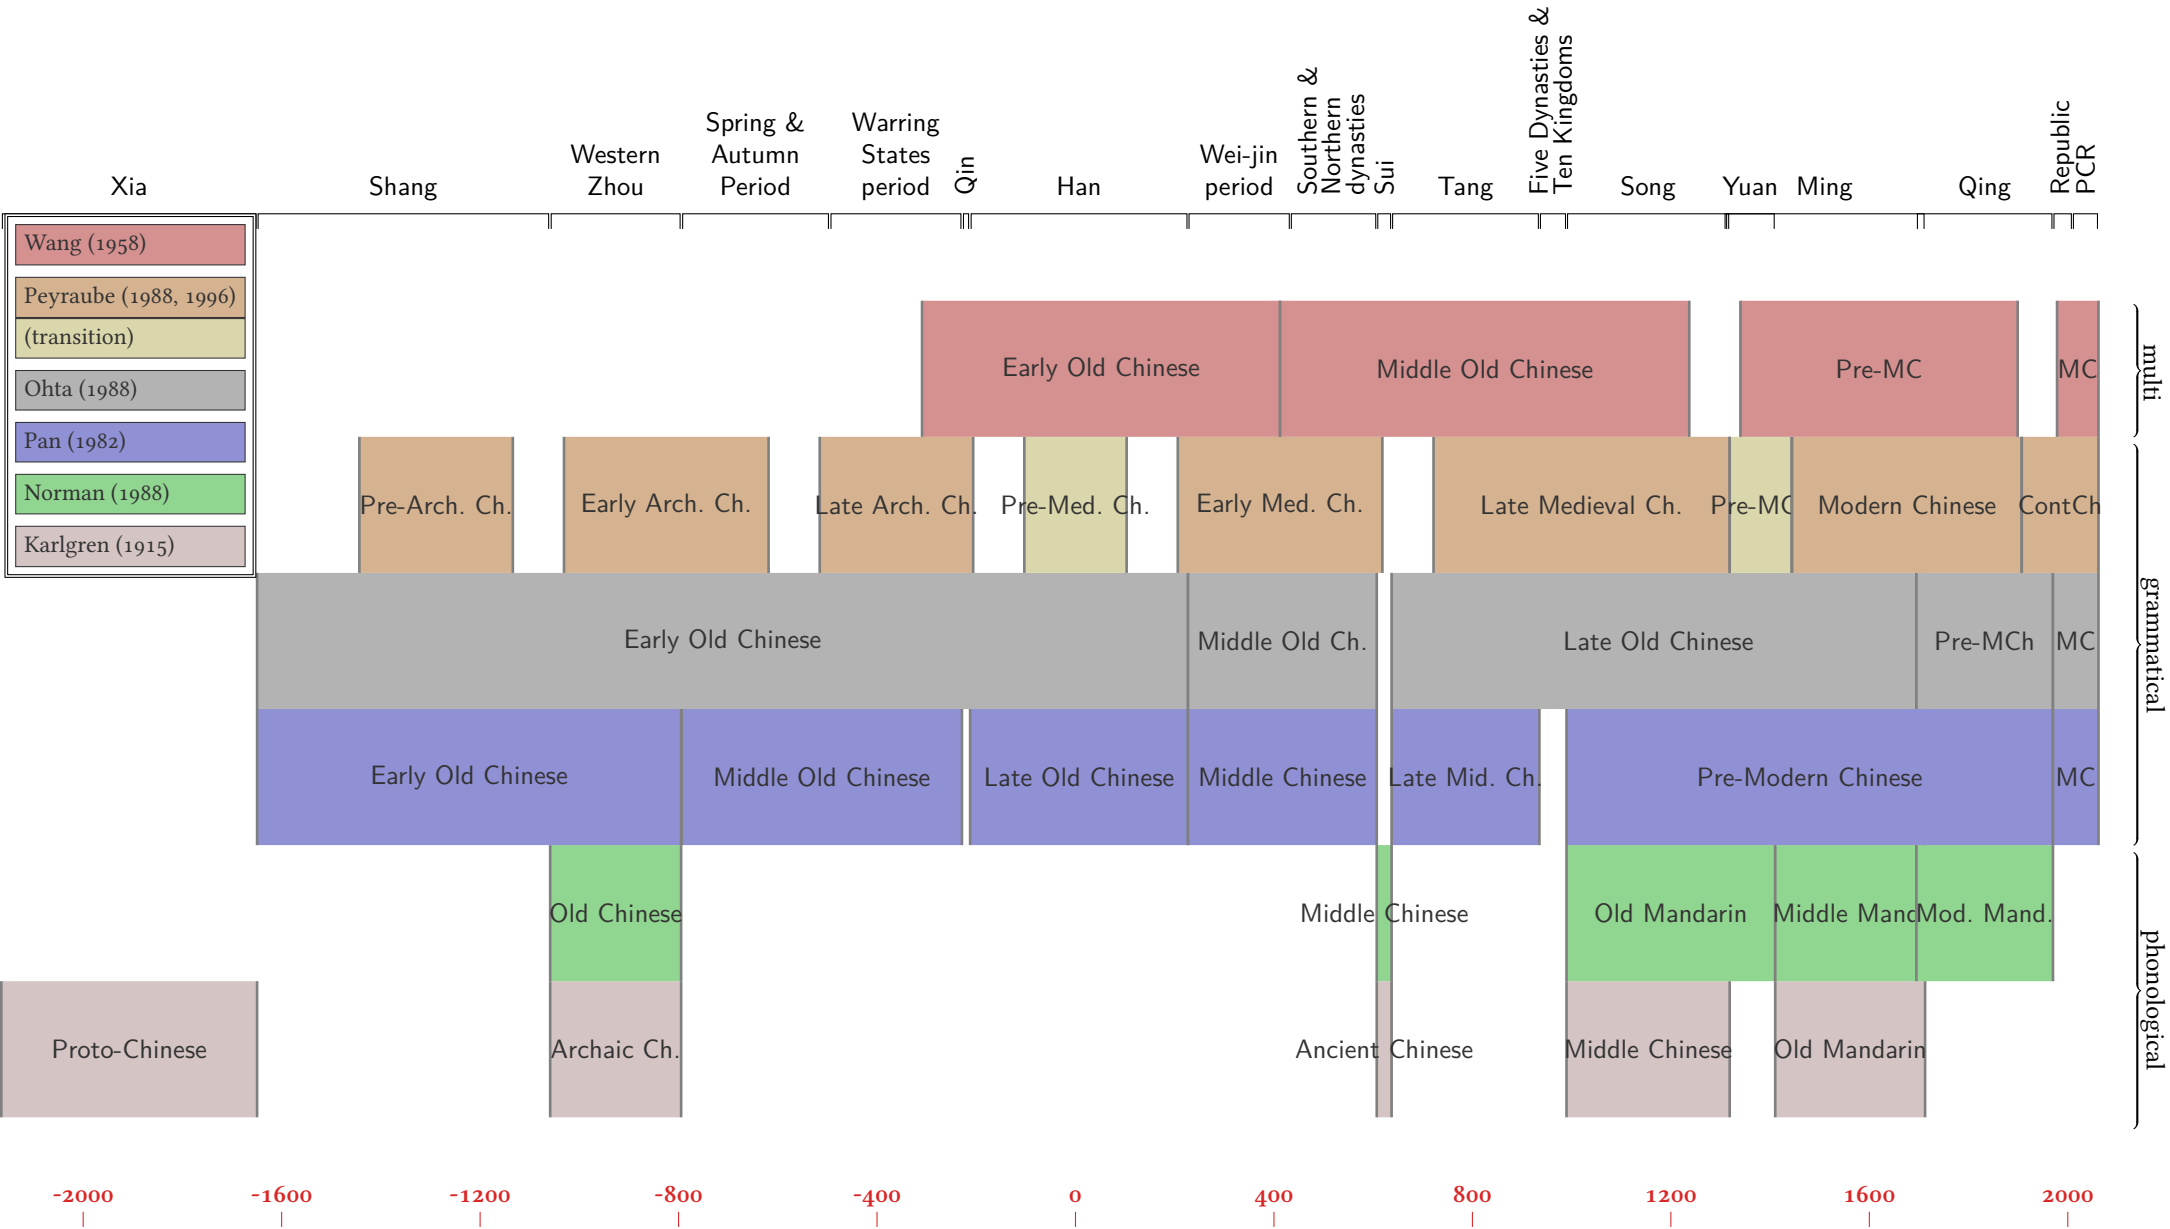 Xia
Shang
Western
Zhou
Spring &
Autumn
Period
Warring
States
period
Qin
Han
Wei-jin
period
Southern &
Northern
dynasties
Sui
Tang
Five Dynasties &
Ten Kingdoms
Song
Yuan
Ming
Qing
Republic
PCR
Wang (1958)
Peyraube (1988, 1996)
(transition)
Ohta (1988)
Pan (1982)
Norman (1988)
Karlgren (1915)
Early Old Chinese
Middle Old Chinese
Pre-MC
MC
multi
Pre-Arch. Ch.
Early Arch. Ch.
Late Arch. Ch.
Pre-Med. Ch.
Early Med. Ch.
Late Medieval Ch.
Pre-MC
Modern Chinese
ContCh
Early Old Chinese
Middle Old Ch.
Late Old Chinese
Pre-MCh
MC
grammatical
Early Old Chinese
Middle Old Chinese
Late Old Chinese
Middle Chinese
Late Mid. Ch.
Pre-Modern Chinese
MC
Old Chinese
Middle Chinese
Old Mandarin
Middle Mand
Mod. Mand.
phonological
Proto-Chinese
Archaic Ch.
Ancient Chinese
Middle Chinese
Old Mandarin
-2000
-1600
-1200
-800
-400
0
400
800
1200
1600
2000